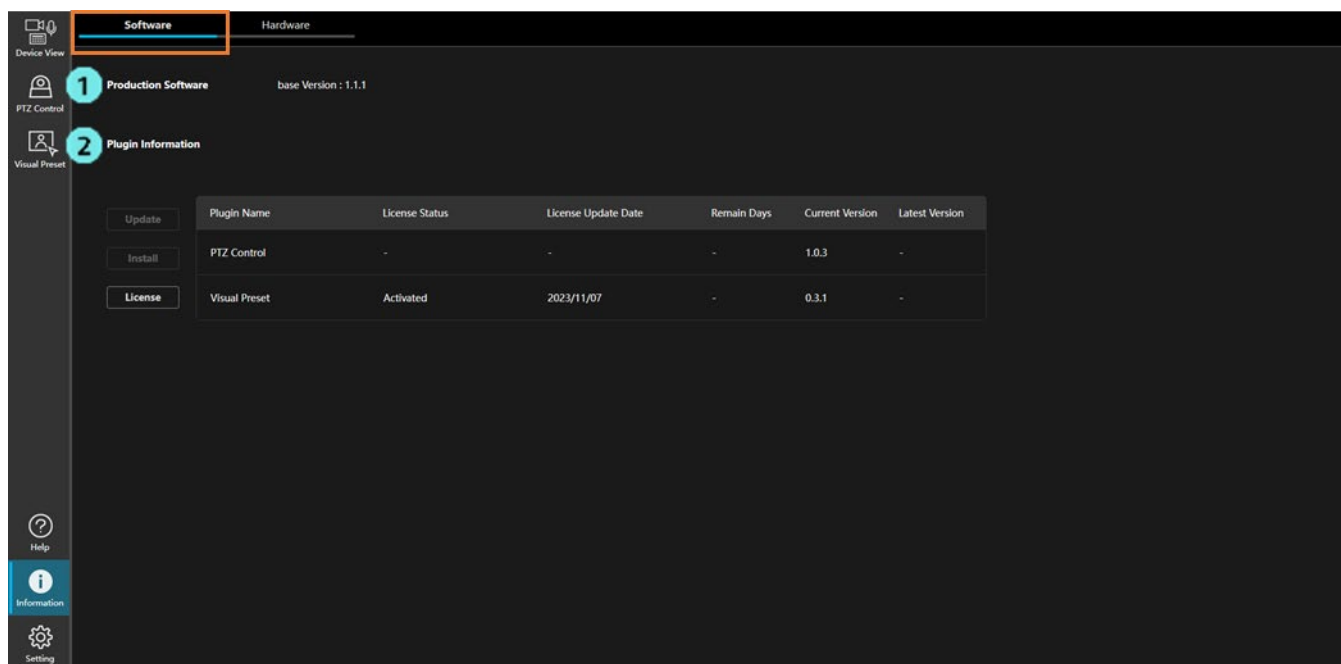 Software Hardware
Device View
1 Production Software base Version : 1.1.1
PTZ Control
2 Plugin Information
Visual Preset
Update
Install
License
Plugin Name License Status License Update Date Remain Days Current Version Latest Version
PTZ Control - - - 1.0.3 -
Visual Preset Activated 2023/11/07 - 0.3.1 -
Help
Information
Setting